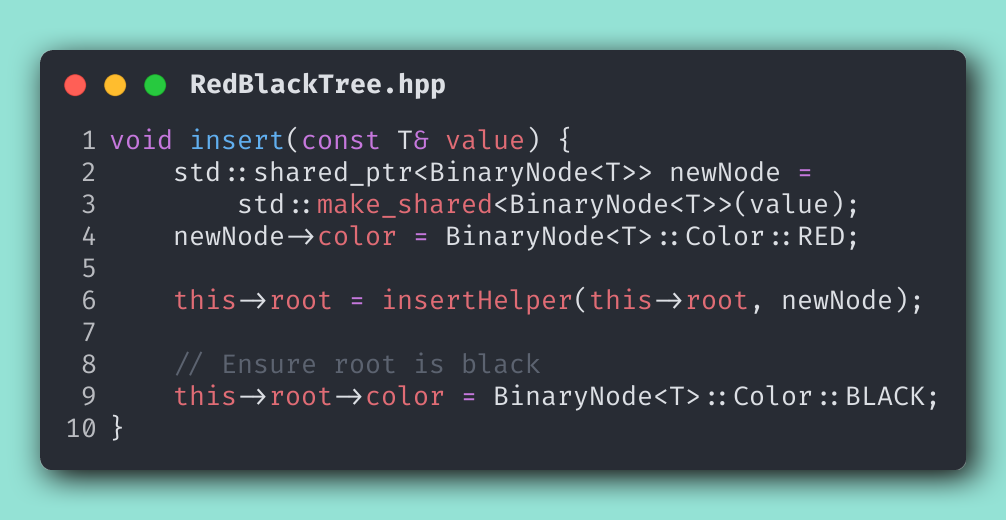 RedBlackTree.hpp
1 void insert(const T& value) {
2     std::shared_ptr<BinaryNode<T>> newNode =
3         std::make_shared<BinaryNode<T>>(value);
4     newNode->color = BinaryNode<T>::Color::RED;
5
6     this->root = insertHelper(this->root, newNode);
7
8     // Ensure root is black
9     this->root->color = BinaryNode<T>::Color::BLACK;
10 }